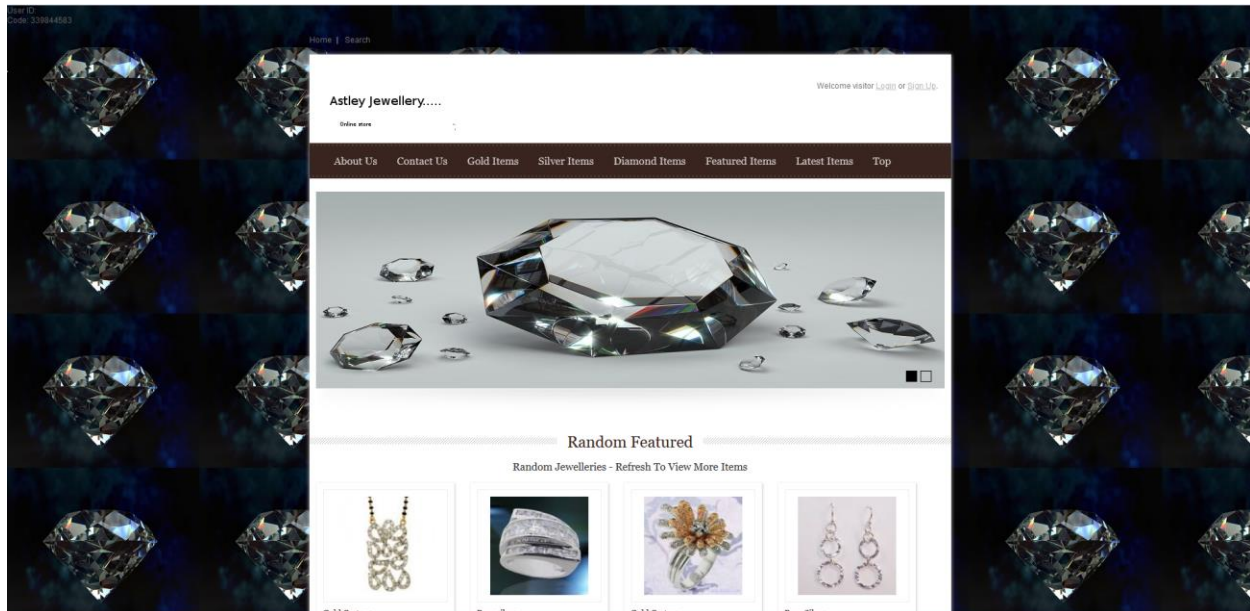 User ID:
Code: 339844583
Home | Search
Welcome visitor Login or Sign Up.
Astley Jewellery.....
Online store
About Us Contact Us Gold Items Silver Items Diamond Items Featured Items Latest Items Top
Random Featured
Random Jewelleries - Refresh To View More Items